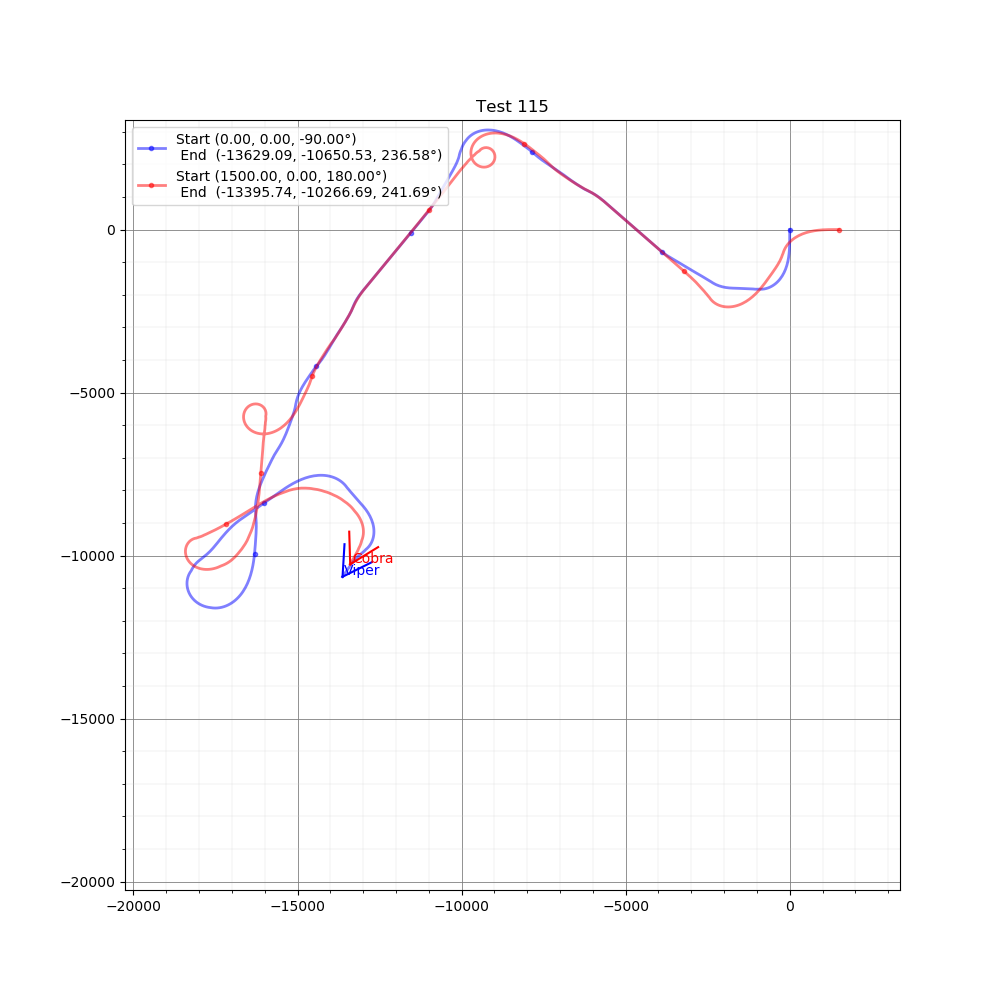 Test 115
Start (0.00, 0.00, -90.00°)
End  (-13629.09, -10650.53, 236.58°)
Start (1500.00, 0.00, 180.00°)
End  (-13395.74, -10266.69, 241.69°)
0
−5000
−10000
−15000
−20000
Cobra
Viper
−20000
−15000
−10000
−5000
0